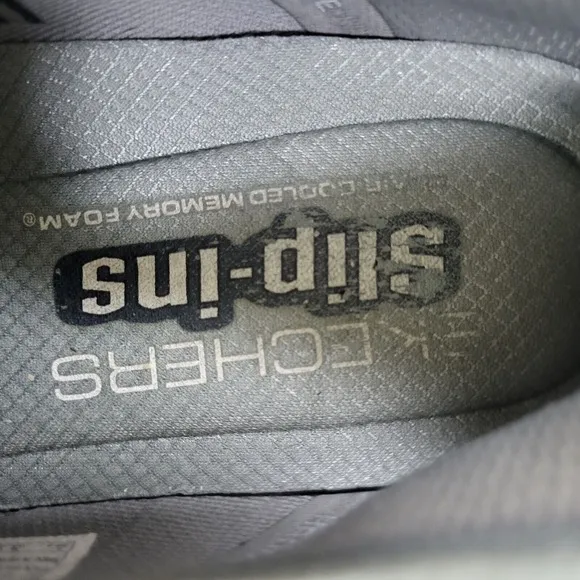 SKECHERS
Slip-ins
AIR COOLED MEMORY FOAM®